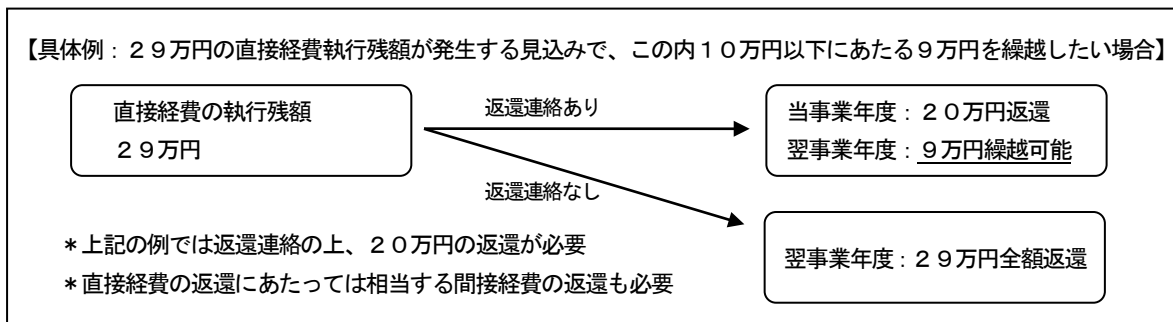 【具体例：２９万円の直接経費執行残額が発生する見込みで、この内１０万円以下にあたる９万円を繰越したい場合】
直接経費の執行残額
２９万円
返還連絡あり
当事業年度：２０万円返還
翌事業年度：９万円繰越可能
返還連絡なし
翌事業年度：２９万円全額返還
＊上記の例では返還連絡の上、２０万円の返還が必要
＊直接経費の返還にあたっては相当する間接経費の返還も必要